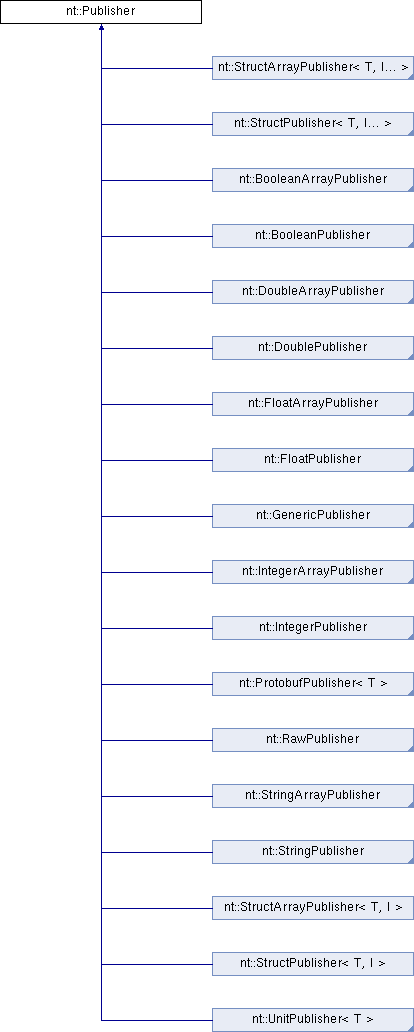 nt::Publisher
nt::StructArrayPublisher< T, I... >
nt::StructPublisher< T, I... >
nt::BooleanArrayPublisher
nt::BooleanPublisher
nt::DoubleArrayPublisher
nt::DoublePublisher
nt::FloatArrayPublisher
nt::FloatPublisher
nt::GenericPublisher
nt::IntegerArrayPublisher
nt::IntegerPublisher
nt::ProtobufPublisher< T >
nt::RawPublisher
nt::StringArrayPublisher
nt::StringPublisher
nt::StructArrayPublisher< T, I >
nt::StructPublisher< T, I >
nt::UnitPublisher< T >